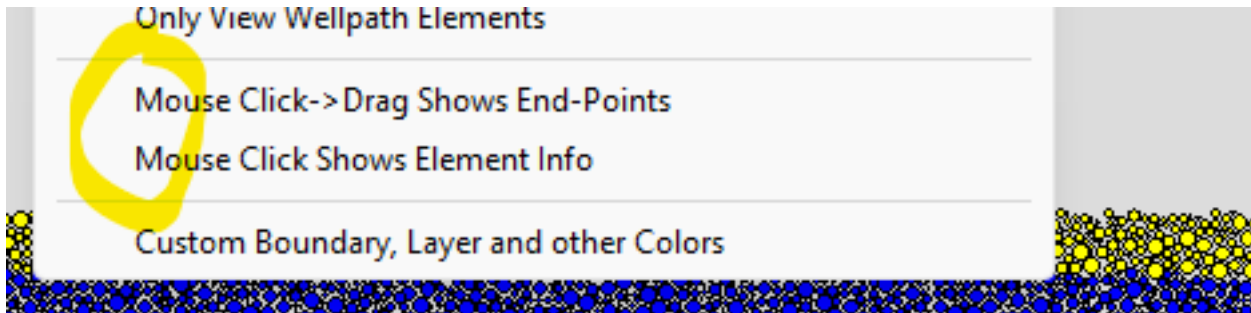 Only View Wellpath Elements
Mouse Click->Drag Shows End-Points
Mouse Click Shows Element Info
Custom Boundary, Layer and other Colors